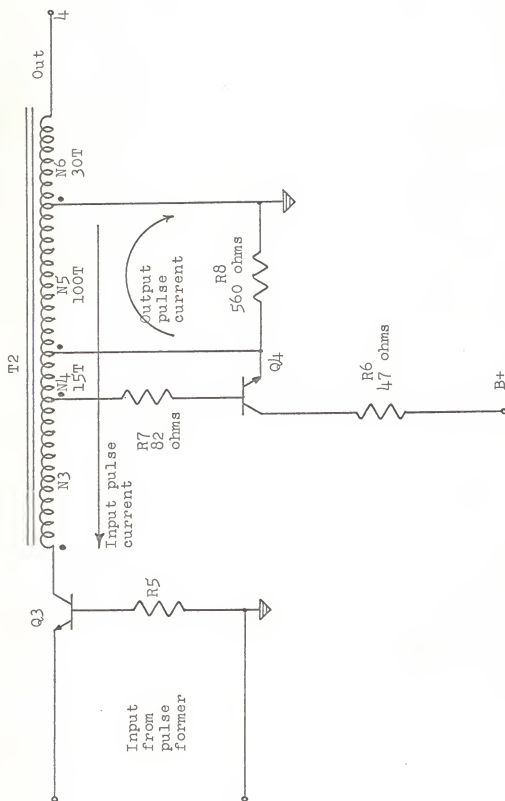 T2
Out
4
N3
N4
15T
N5
100T
N6
30T
Q3
Input pulse
current
R7
82
ohms
Output
pulse
current
R8
560 ohms
Q4
R5
Input
from
pulse
former
R6
47 ohms
B+